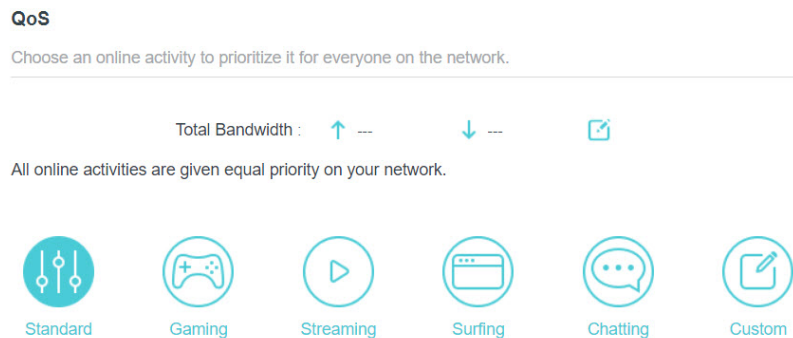 QoS
Choose an online activity to prioritize it for everyone on the network.
Total Bandwidth : ↑ --- ↓ ---
All online activities are given equal priority on your network.
Standard Gaming Streaming Surfing Chatting Custom